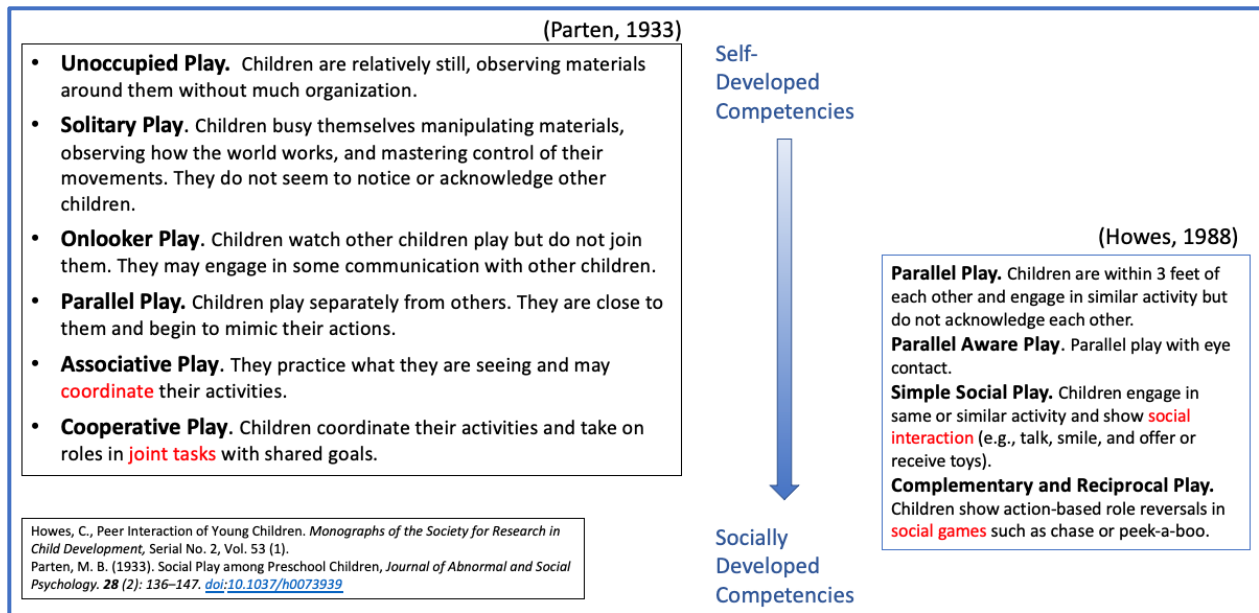 (Parten, 1933)
• Unoccupied Play. Children are relatively still, observing materials
around them without much organization.
• Solitary Play. Children busy themselves manipulating materials,
observing how the world works, and mastering control of their
movements. They do not seem to notice or acknowledge other
children.
• Onlooker Play. Children watch other children play but do not join
them. They may engage in some communication with other children.
• Parallel Play. Children play separately from others. They are close to
them and begin to mimic their actions.
• Associative Play. They practice what they are seeing and may
coordinate their activities.
• Cooperative Play. Children coordinate their activities and take on
roles in joint tasks with shared goals.
Howes, C., Peer Interaction of Young Children. Monographs of the Society for Research in
Child Development, Serial No. 2, Vol. 53 (1).
Parten, M. B. (1933). Social Play among Preschool Children, Journal of Abnormal and Social
Psychology. 28 (2): 136–147. doi:10.1037/h0073939
Self-
Developed
Competencies
Socially
Developed
Competencies
(Howes, 1988)
Parallel Play. Children are within 3 feet of
each other and engage in similar activity but
do not acknowledge each other.
Parallel Aware Play. Parallel play with eye
contact.
Simple Social Play. Children engage in
same or similar activity and show social
interaction (e.g., talk, smile, and offer or
receive toys).
Complementary and Reciprocal Play.
Children show action-based role reversals in
social games such as chase or peek-a-boo.